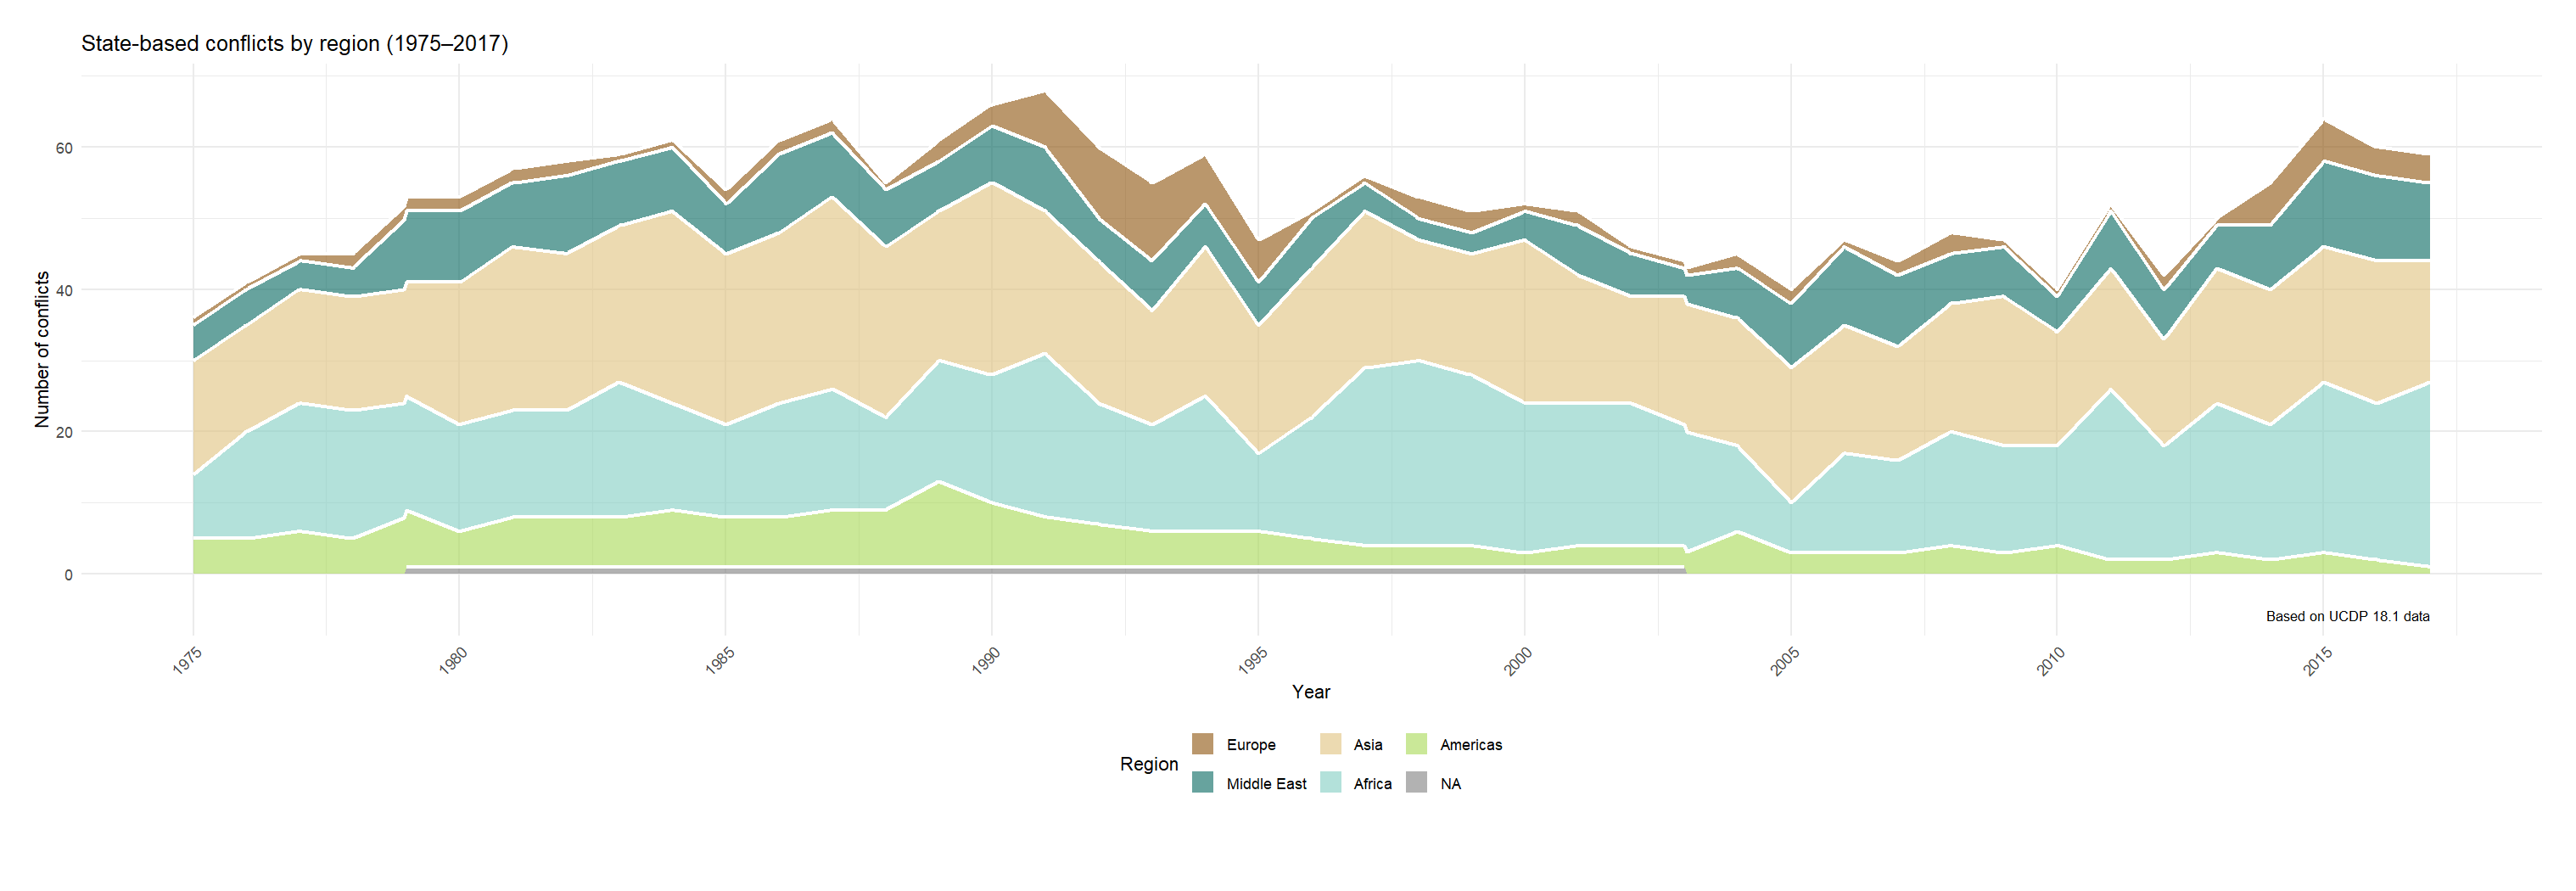 State-based conflicts by region (1975–2017)
Number of conflicts
60
40
20
0
Based on UCDP 18.1 data
1975
1980
1985
1990
1995
2000
2005
2010
2015
Year
Region
Europe
Asia
Americas
Middle East
Africa
NA